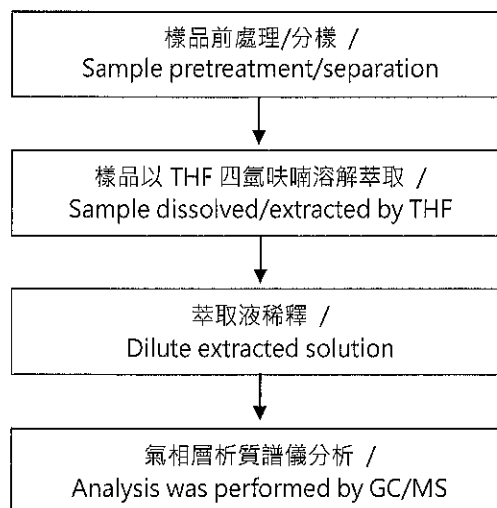 樣品前處理/分樣 /
Sample pretreatment/separation
樣品以 THF 四氫呋喃溶解萃取 /
Sample dissolved/extracted by THF
萃取液稀釋 /
Dilute extracted solution
氣相層析質譜儀分析 /
Analysis was performed by GC/MS